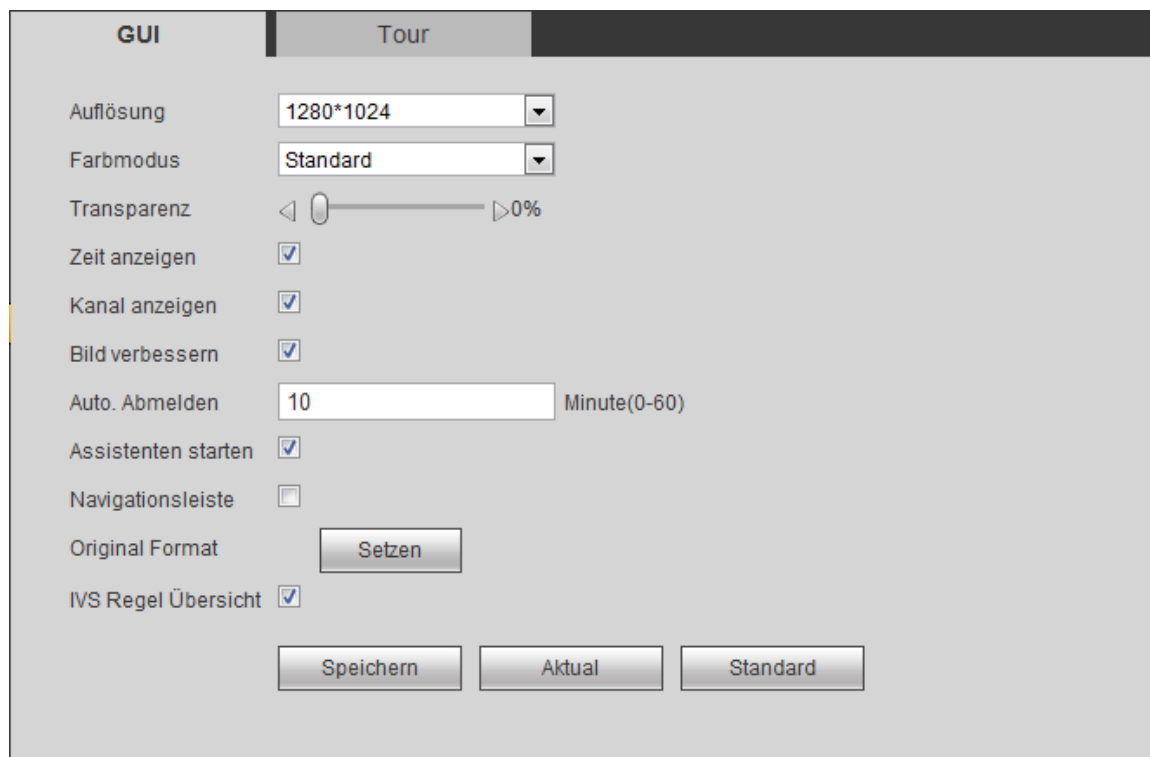 GUI Tour
Auflösung 1280*1024
Farbmodus Standard
Transparenz 0%
Zeit anzeigen
Kanal anzeigen
Bild verbessern
Auto. Abmelden 10 Minute(0-60)
Assistenten starten
Navigationsleiste
Original Format Setzen
IVS Regel Übersicht
Speichern Aktual Standard